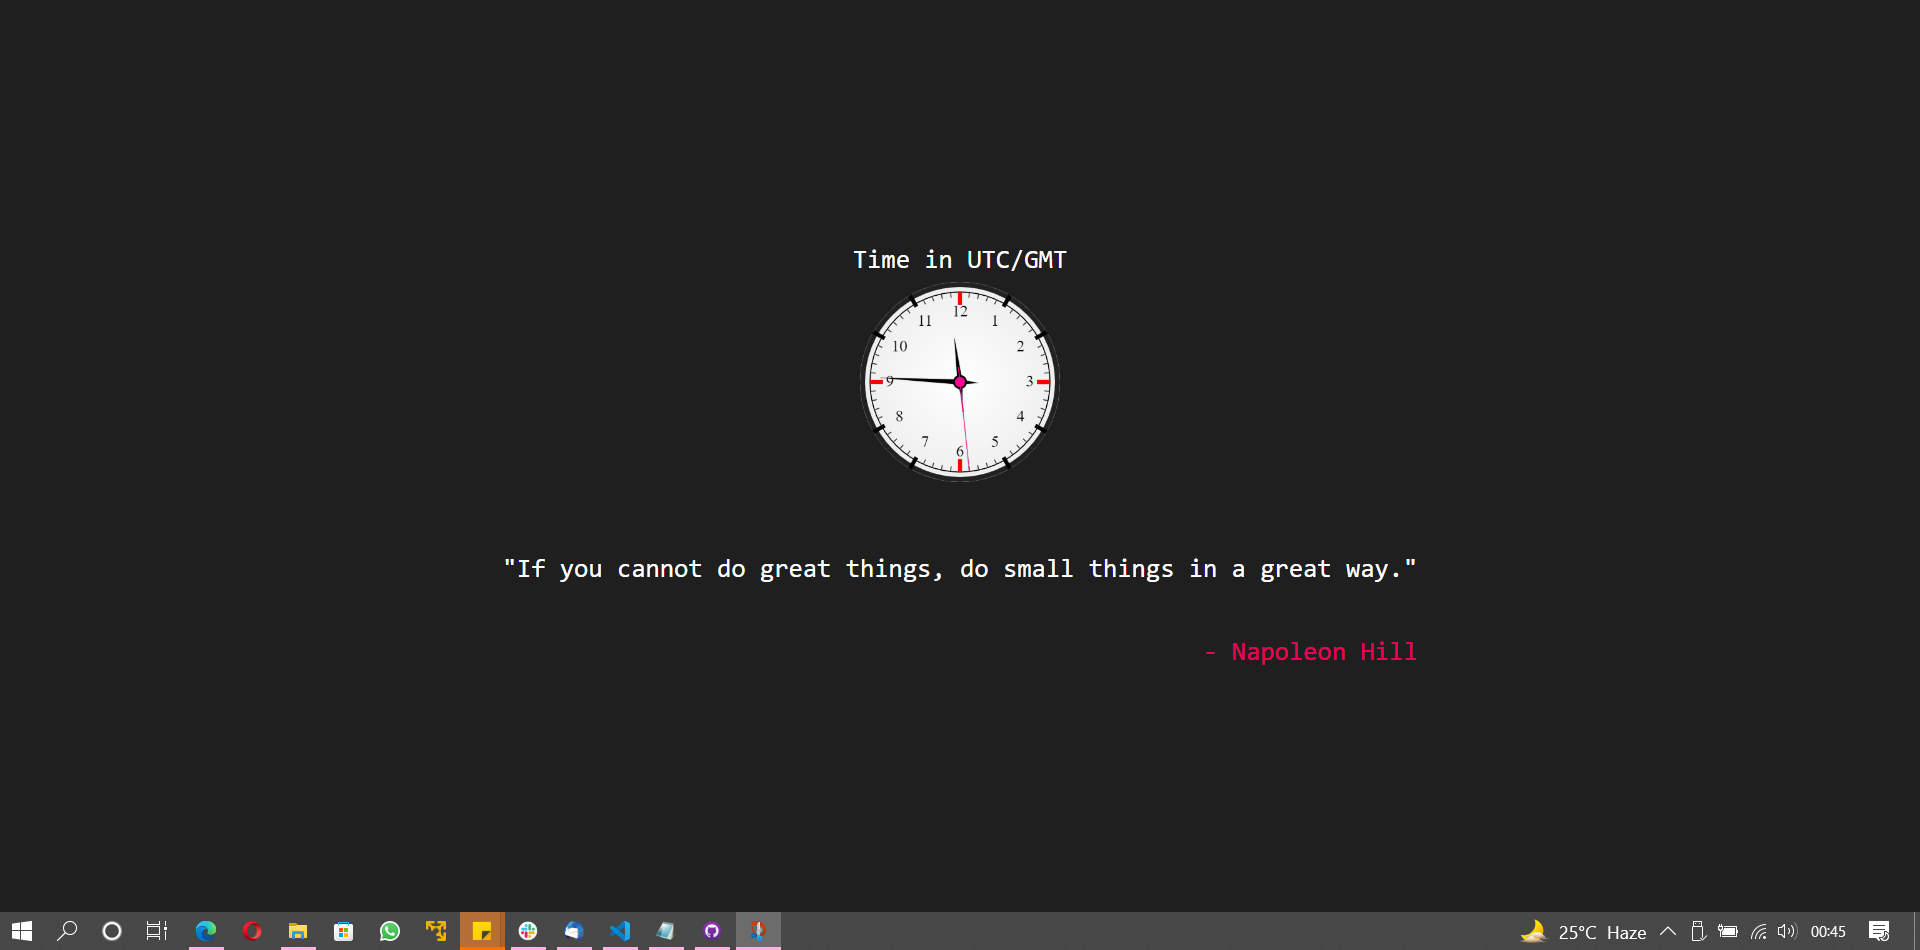 Time in UTC/GMT
12
11 1
10 2
9 3
8 4
7 5
6
"If you cannot do great things, do small things in a great way."
- Napoleon Hill
25°C Haze 00:45